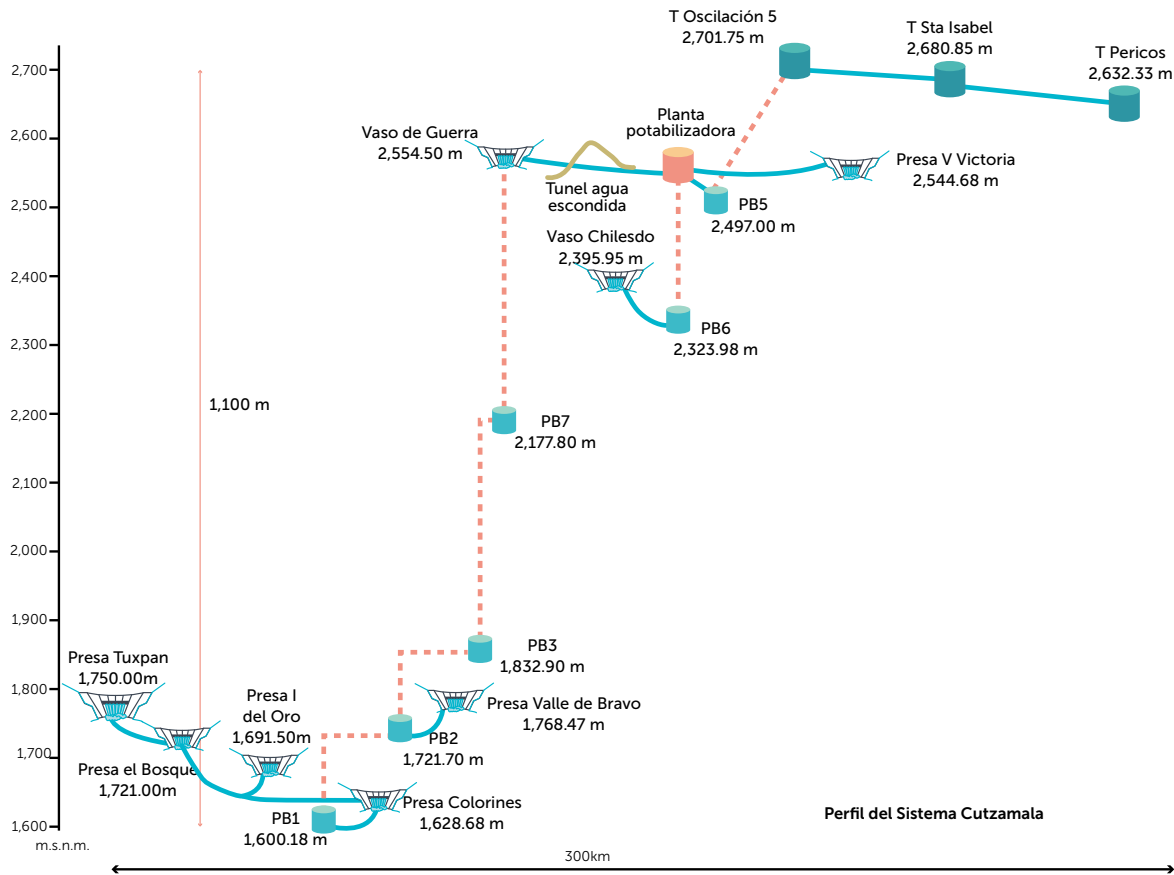 T Oscilación 5
2,701.75 m
T Sta Isabel
2,680.85 m
T Pericos
2,632.33 m
2,700
2,600
2,500
2,400
2,300
2,200
2,100
2,000
1,900
1,800
1,700
1,600
m.s.n.m.
Vaso de Guerra
2,554.50 m
Planta
potabilizadora
Presa V Victoria
2,544.68 m
Tunel agua
escondida
PB5
2,497.00 m
Vaso Chilesdo
2,395.95 m
PB6
2,323.98 m
1,100 m
PB7
2,177.80 m
PB3
1,832.90 m
Presa Tuxpan
1,750.00m
Presa I
del Oro
1,691.50m
Presa Valle de Bravo
1,768.47 m
PB2
1,721.70 m
Presa el Bosque
1,721.00m
Presa Colorines
1,628.68 m
PB1
1,600.18 m
Perfil del Sistema Cutzamala
300km